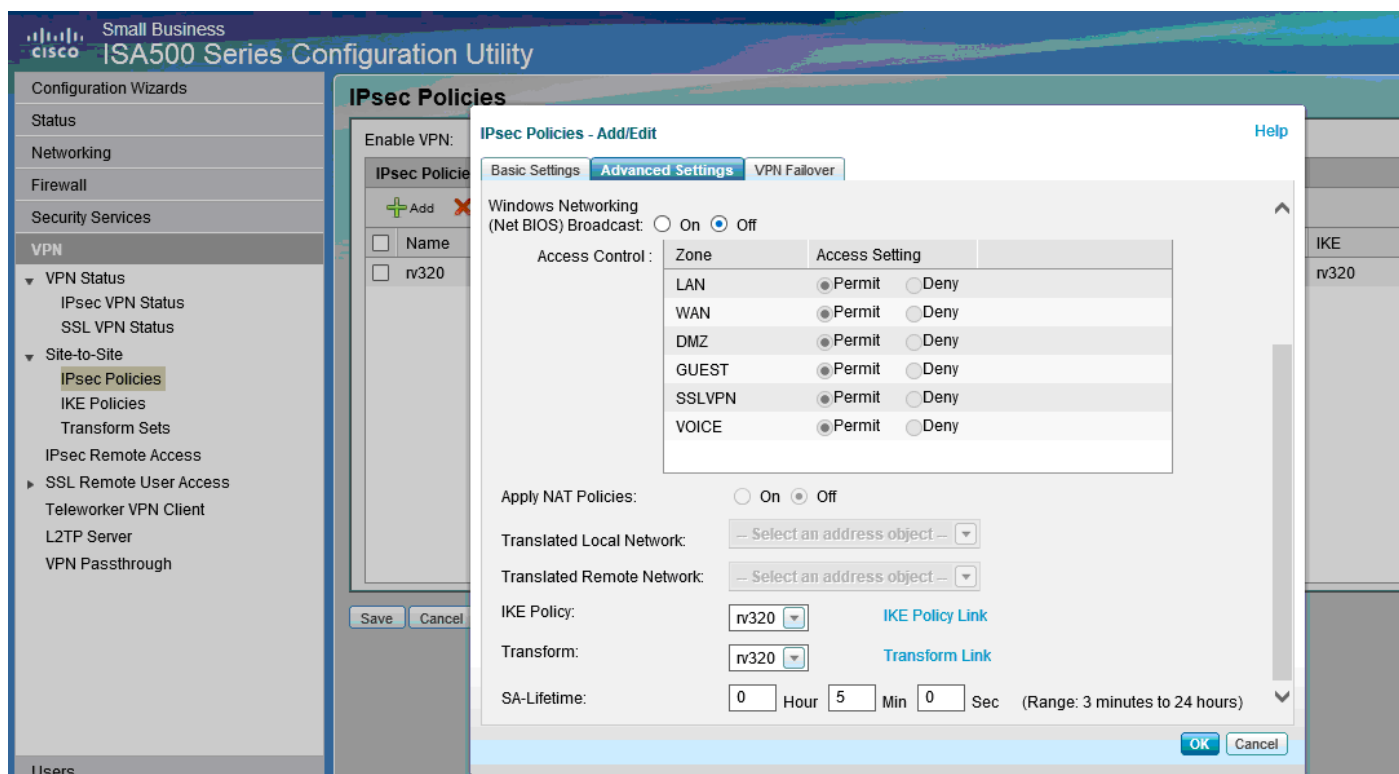 Small Business
cisco ISA500 Series Configuration Utility
Configuration Wizards
Status
Networking
Firewall
Security Services
VPN
VPN Status
IPsec VPN Status
SSL VPN Status
Site-to-Site
IPsec Policies
IKE Policies
Transform Sets
IPsec Remote Access
SSL Remote User Access
Teleworker VPN Client
L2TP Server
VPN Passthrough
Users
IPsec Policies
Enable VPN:
IPsec Policie
Add
Name IKE
rv320 rv320
Save Cancel
IPsec Policies - Add/Edit Help
Basic Settings Advanced Settings VPN Failover
Windows Networking
(Net BIOS) Broadcast: On Off
Access Control : Zone Access Setting
LAN Permit Deny
WAN Permit Deny
DMZ Permit Deny
GUEST Permit Deny
SSLVPN Permit Deny
VOICE Permit Deny
Apply NAT Policies: On Off
Translated Local Network: -- Select an address object --
Translated Remote Network: -- Select an address object --
IKE Policy: rv320 IKE Policy Link
Transform: rv320 Transform Link
SA-Lifetime: 0 Hour 5 Min 0 Sec (Range: 3 minutes to 24 hours)
OK Cancel